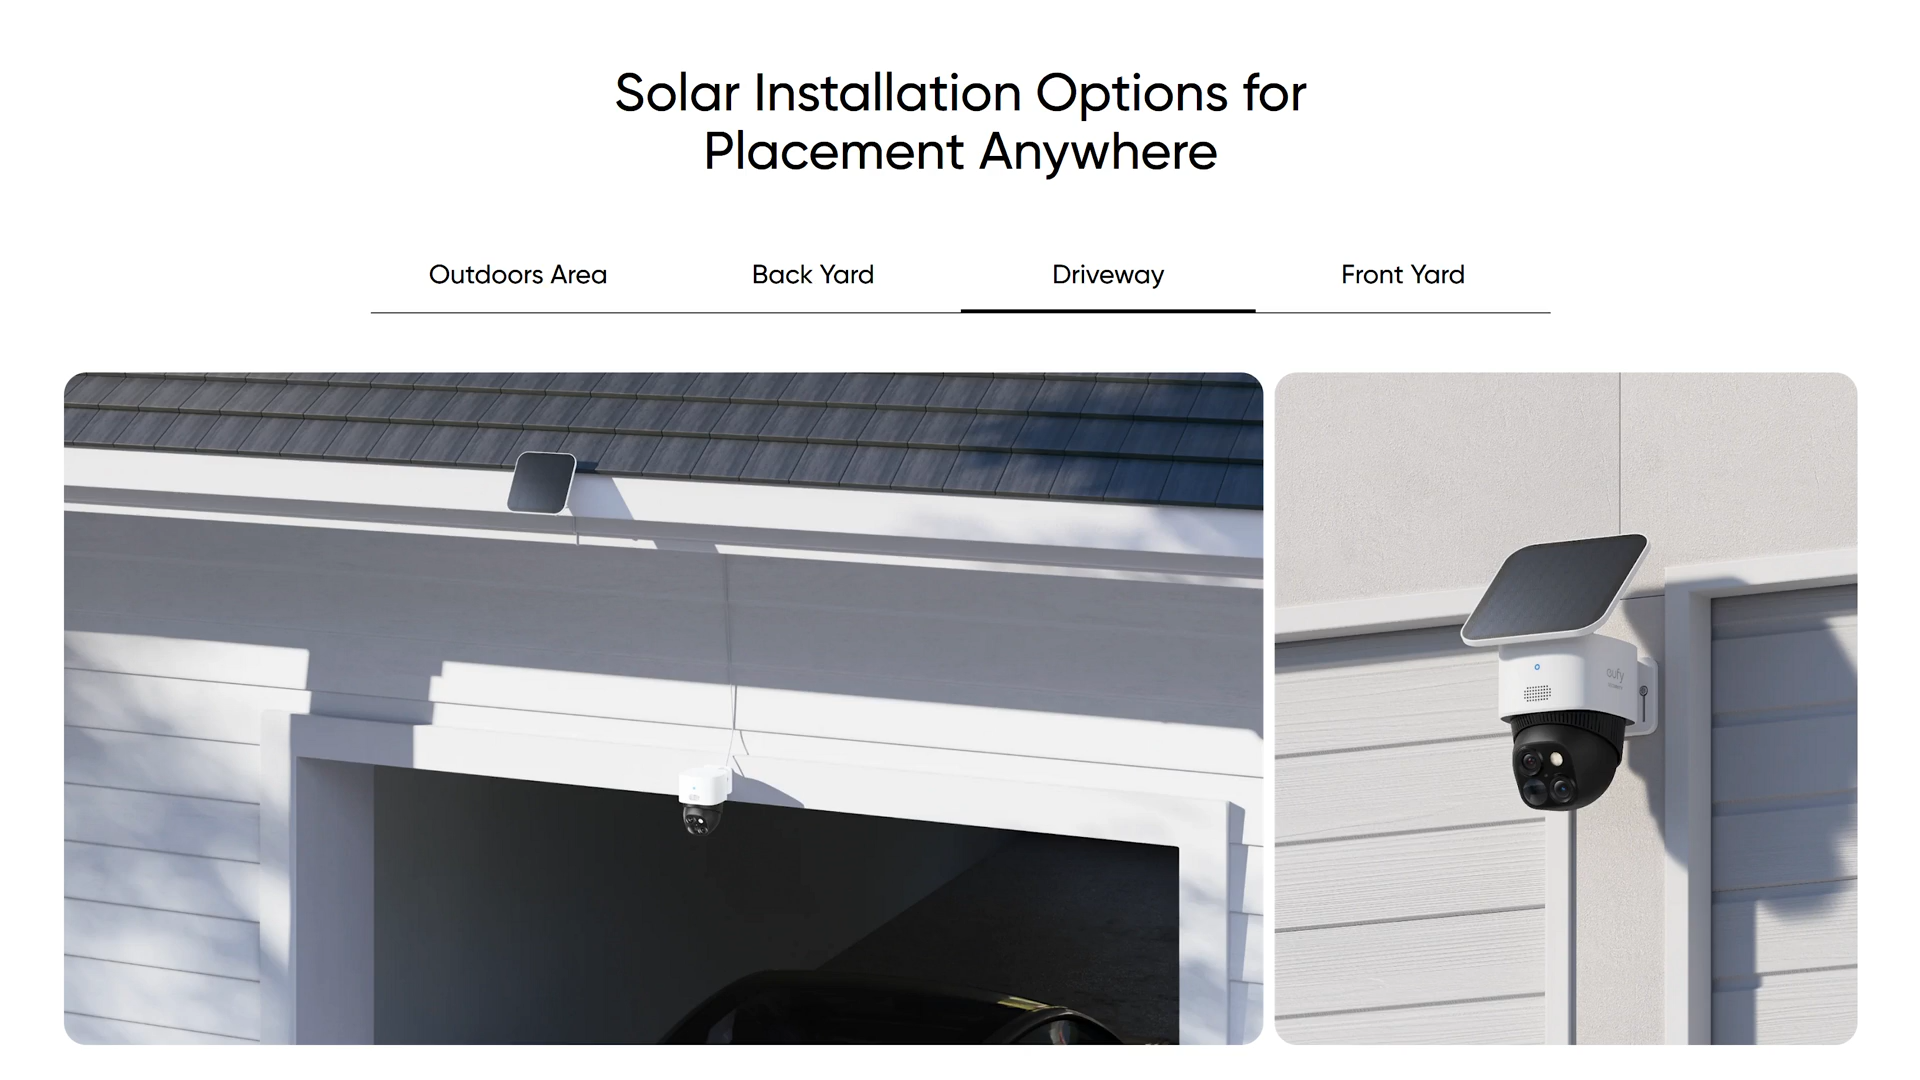 Solar Installation Options for
Placement Anywhere
Outdoors Area
Back Yard
Driveway
Front Yard
eufy